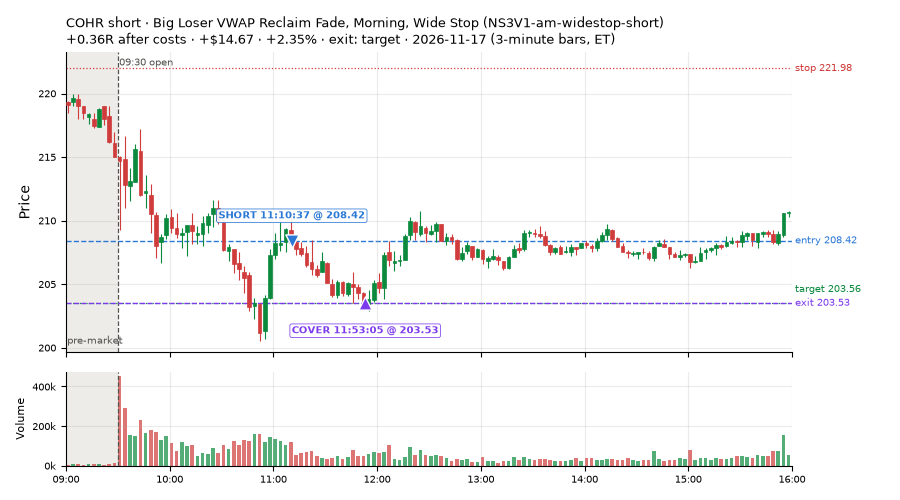 COHR short · Big Loser VWAP Reclaim Fade, Morning, Wide Stop (NS3V1-am-widestop-short)
+0.36R after costs · +$14.67 · +2.35% · exit: target · 2026-11-17 (3-minute bars, ET)
09:30 open
stop 221.98
220
215
210
205
200
Price
SHORT 11:10:37 @ 208.42
entry 208.42
target 203.56
exit 203.53
COVER 11:53:05 @ 203.53
pre-market
400k
200k
0k
Volume
09:00
10:00
11:00
12:00
13:00
14:00
15:00
16:00